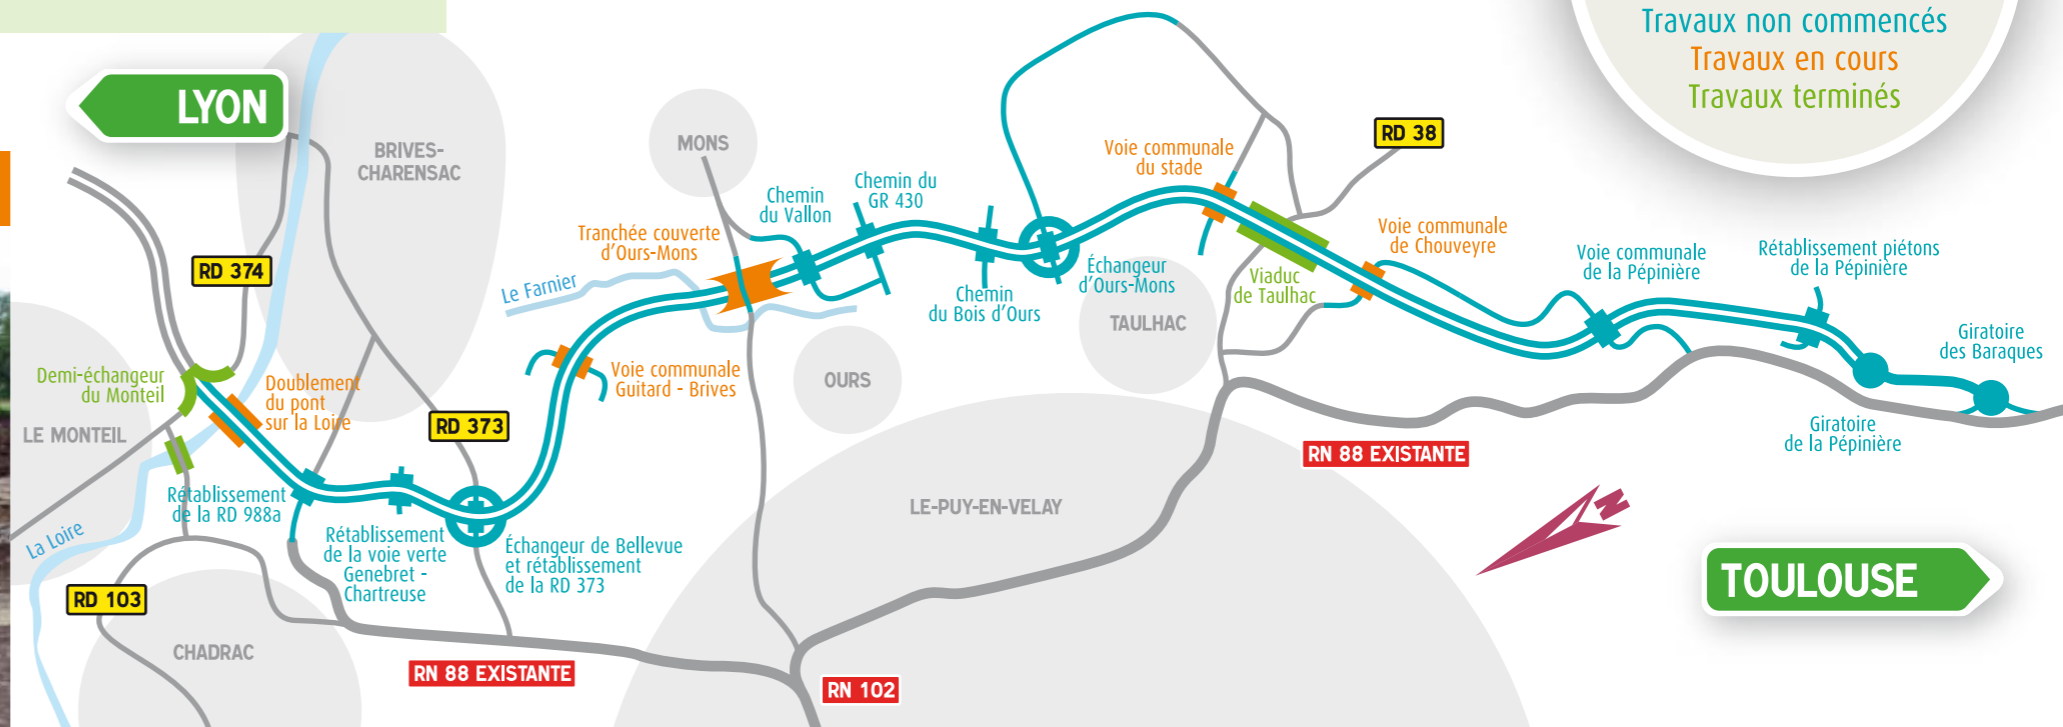 Travaux non commencés
Travaux en cours
Travaux terminés
LYON
BRIVES-
CHARENSAC
MONS
RD 38
Voie communale
du stade
Chemin du
GR 430
Chemin
du Vallon
Tranchée couverte
d'Ours-Mons
Voie communale
de Chouveyre
Voie communale
de la Pépinière
Rétablissement piétons
de la Pépinière
RD 374
Le Farnier
Échangeur
d'Ours-Mons
Chemin
du Bois d'Ours
Viaduc
de Taulhac
TAULHAC
Giratoire
des Baraques
Demi-échangeur
du Monteil
Doublement
du pont
sur la Loire
Voie communale
Guitard - Brives
OURS
LE MONTEIL
RD 373
Giratoire
de la Pépinière
RN 88 EXISTANTE
Rétablissement
de la RD 988a
LE-PUY-EN-VELAY
N
La Loire
Rétablissement
de la voie verte
Genebret -
Chartreuse
Échangeur de Bellevue
et rétablissement
de la RD 373
TOULOUSE
RD 103
CHADRAC
RN 88 EXISTANTE
RN 102